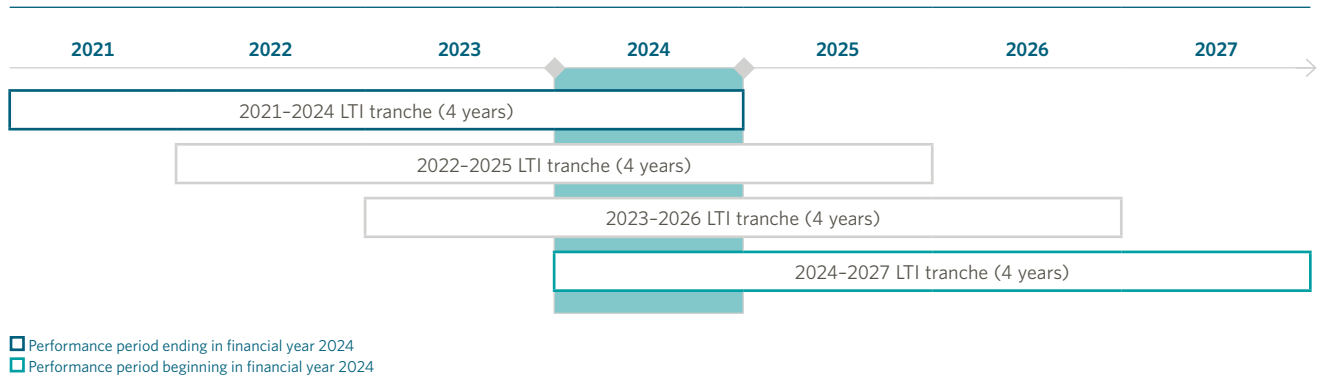 2021 2022 2023 2024 2025 2026 2027
2021–2024 LTI tranche (4 years)
2022–2025 LTI tranche (4 years)
2023–2026 LTI tranche (4 years)
2024–2027 LTI tranche (4 years)
Performance period ending in financial year 2024
Performance period beginning in financial year 2024